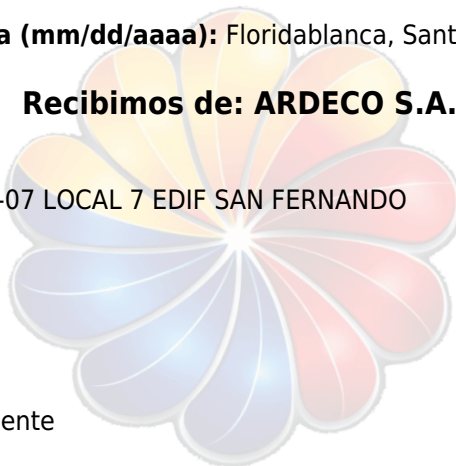 a (mm/dd/aaaa): Floridablanca, Sant
Recibimos de: ARDECO S.A.
-07 LOCAL 7 EDIF SAN FERNANDO
ente